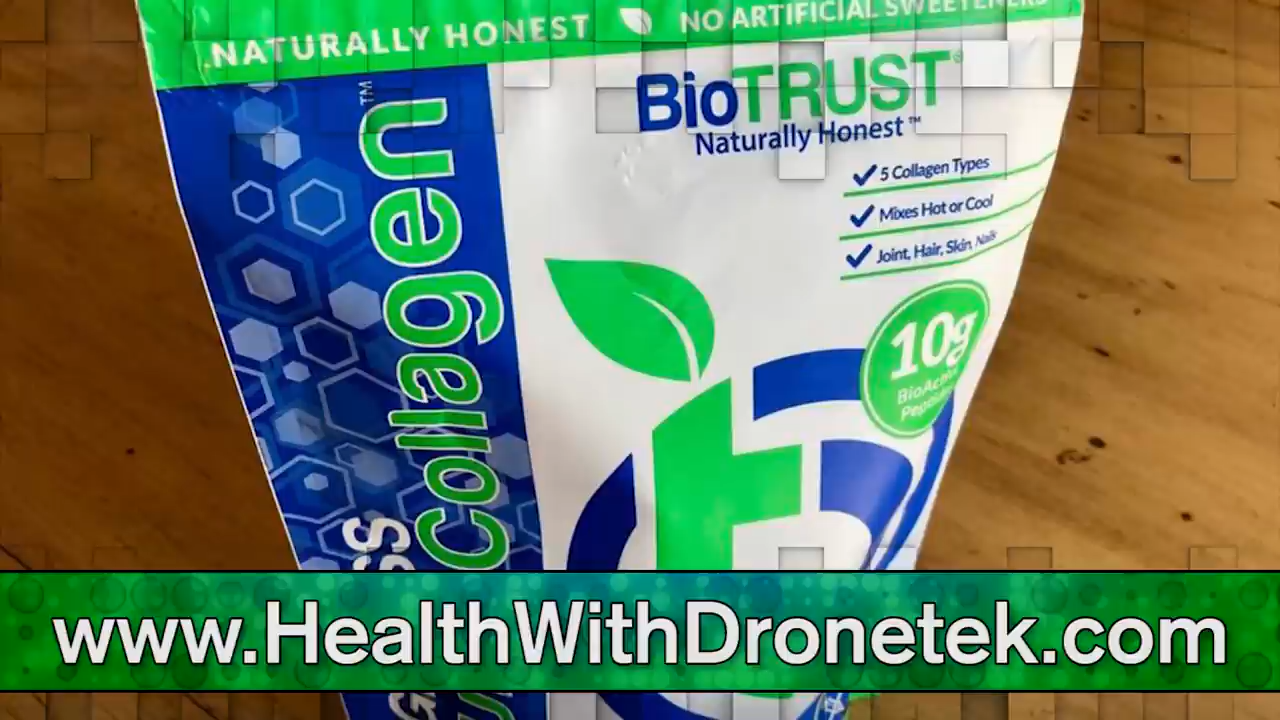 NATURALLY HONEST NO ARTIFICIAL SWEETENERS
BioTRUST®
Naturally Honest™
5 Collagen Types
Mixes Hot or Cool
Joint, Hair, Skin, Nails
10g
Collagen™
www.HealthWithDronetek.com